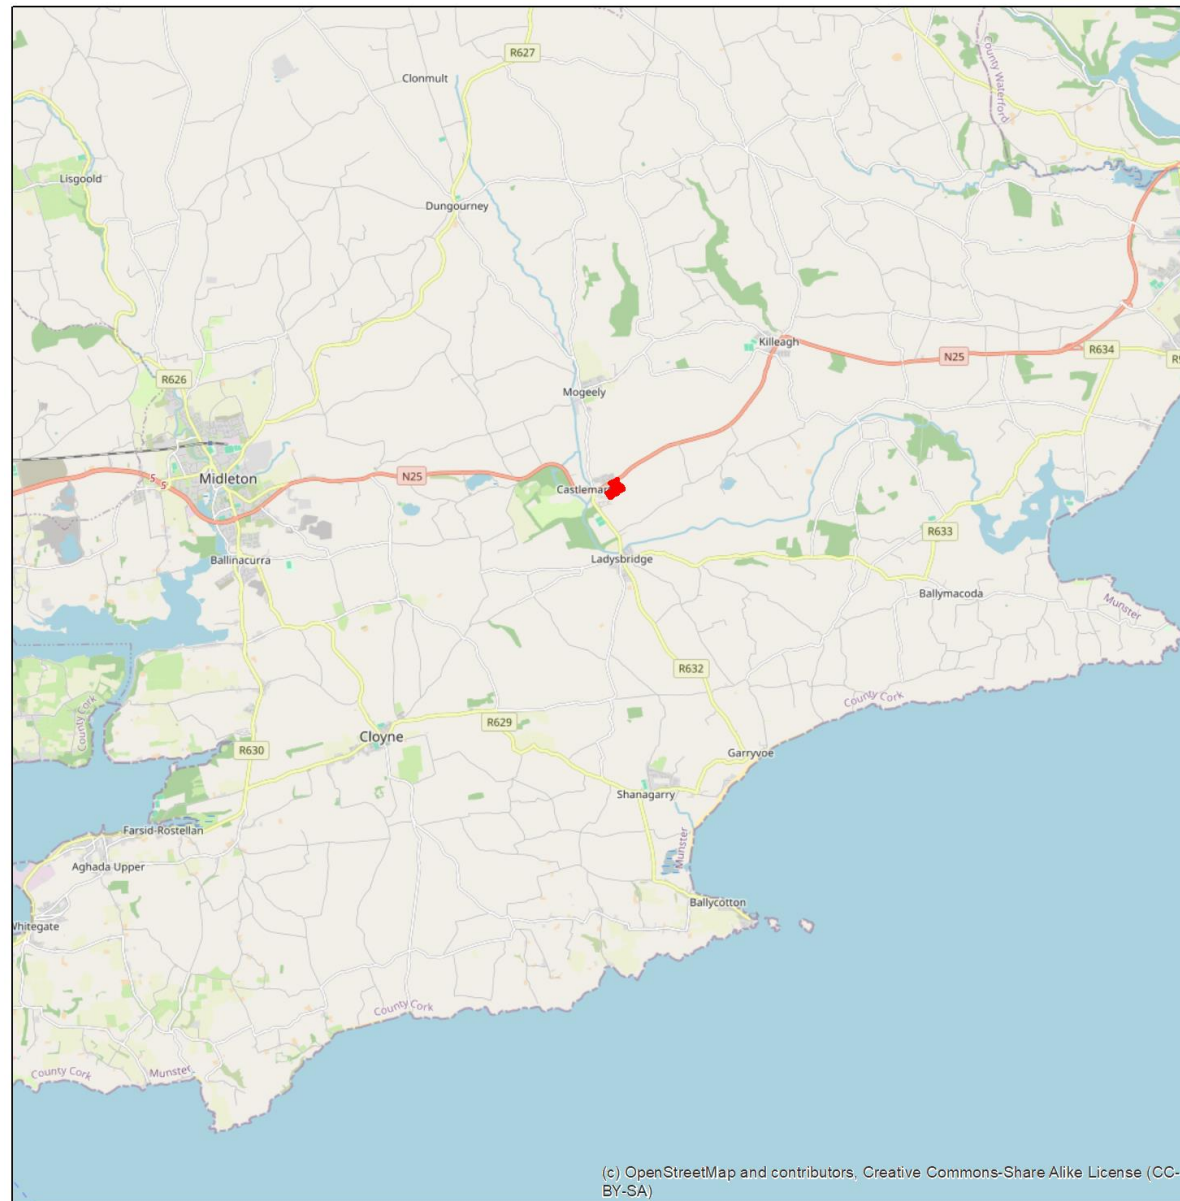 R627
Clonmult
County Waterford
Lisgoold
Dungourney
Killeagh
R634
N25
R626
Mogeely
Midleton
N25
R633
Ballinacurra
Ladysbridge
Ballymacoda
Munster
R632
County Cork
County Cork
R629
Cloyne
R630
Garryvoe
Shanagarry
Farsid-Rostellan
Munster
Aghada Upper
Ballycotton
County Cork
County Cork
Munster
(c) OpenStreetMap and contributors, Creative Commons-Share Alike License (CC-
BY-SA)